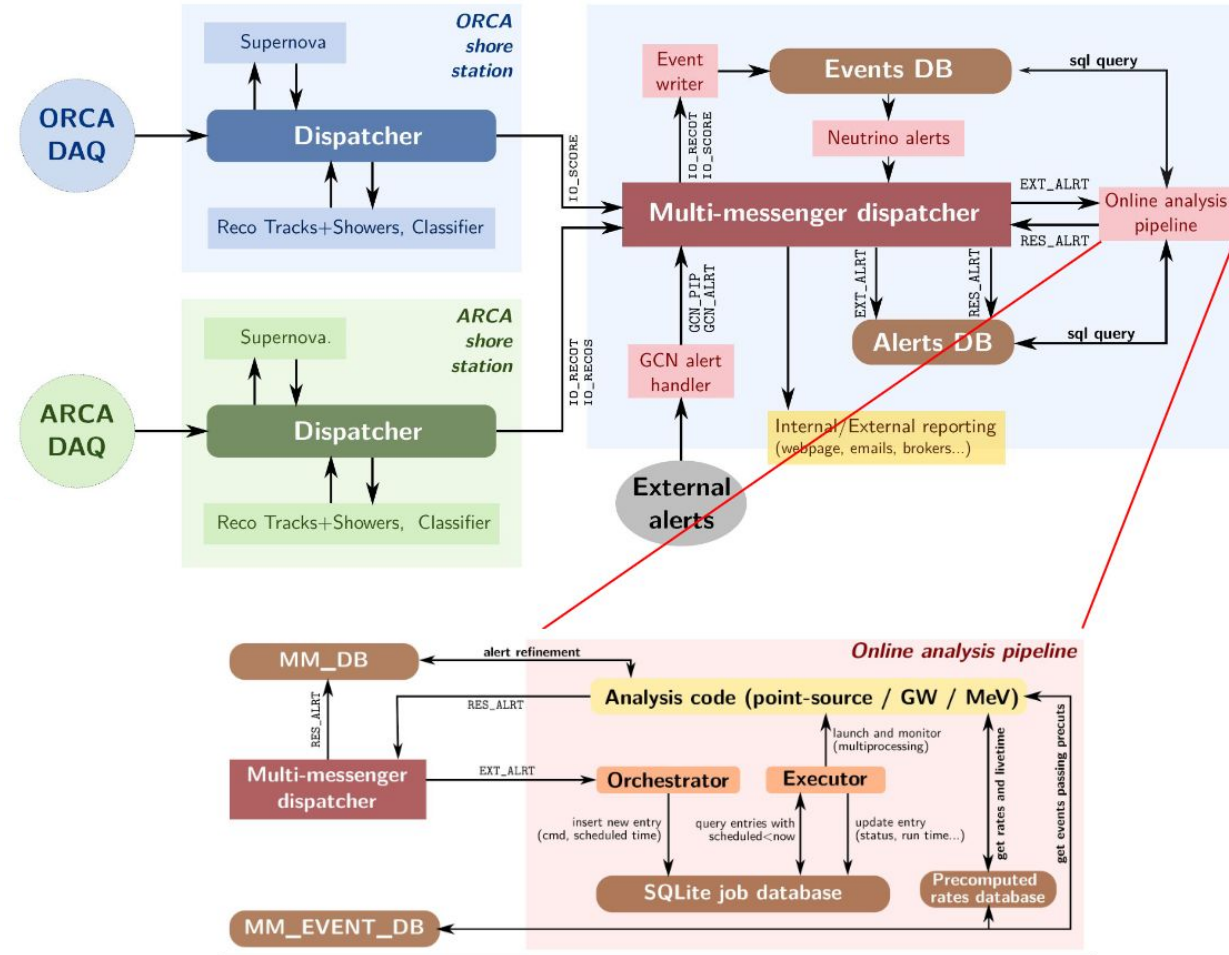 ORCA
shore
station
Supernova
ORCA
DAQ
Dispatcher
Reco Tracks+Showers, Classifier
IO_SCORE
ARCA
shore
station
Supernova.
ARCA
DAQ
Dispatcher
Reco Tracks+Showers, Classifier
IO_RECOT
IO_RECOS
Event
writer
Events DB
sql query
IO_RECOT
IO_SCORE
Neutrino alerts
Multi-messenger dispatcher
EXT_ALRT
RES_ALRT
Online analysis
pipeline
GCN_PIP
GCN_ALRT
EXT_ALRT
RES_ALRT
Alerts DB
sql query
GCN alert
handler
Internal/External reporting
(webpage, emails, brokers...)
External
alerts
Online analysis pipeline
MM_DB
alert refinement
Analysis code (point-source / GW / MeV)
RES_ALRT
RES_ALRT
launch and monitor
(multiprocessing)
Multi-messenger
dispatcher
EXT_ALRT
Orchestrator
Executor
get rates and livetime
get events passing precuts
insert new entry
(cmd, scheduled time)
query entries with
scheduled<now
update entry
(status, run time...)
SQLite job database
Precomputed
rates database
MM_EVENT_DB